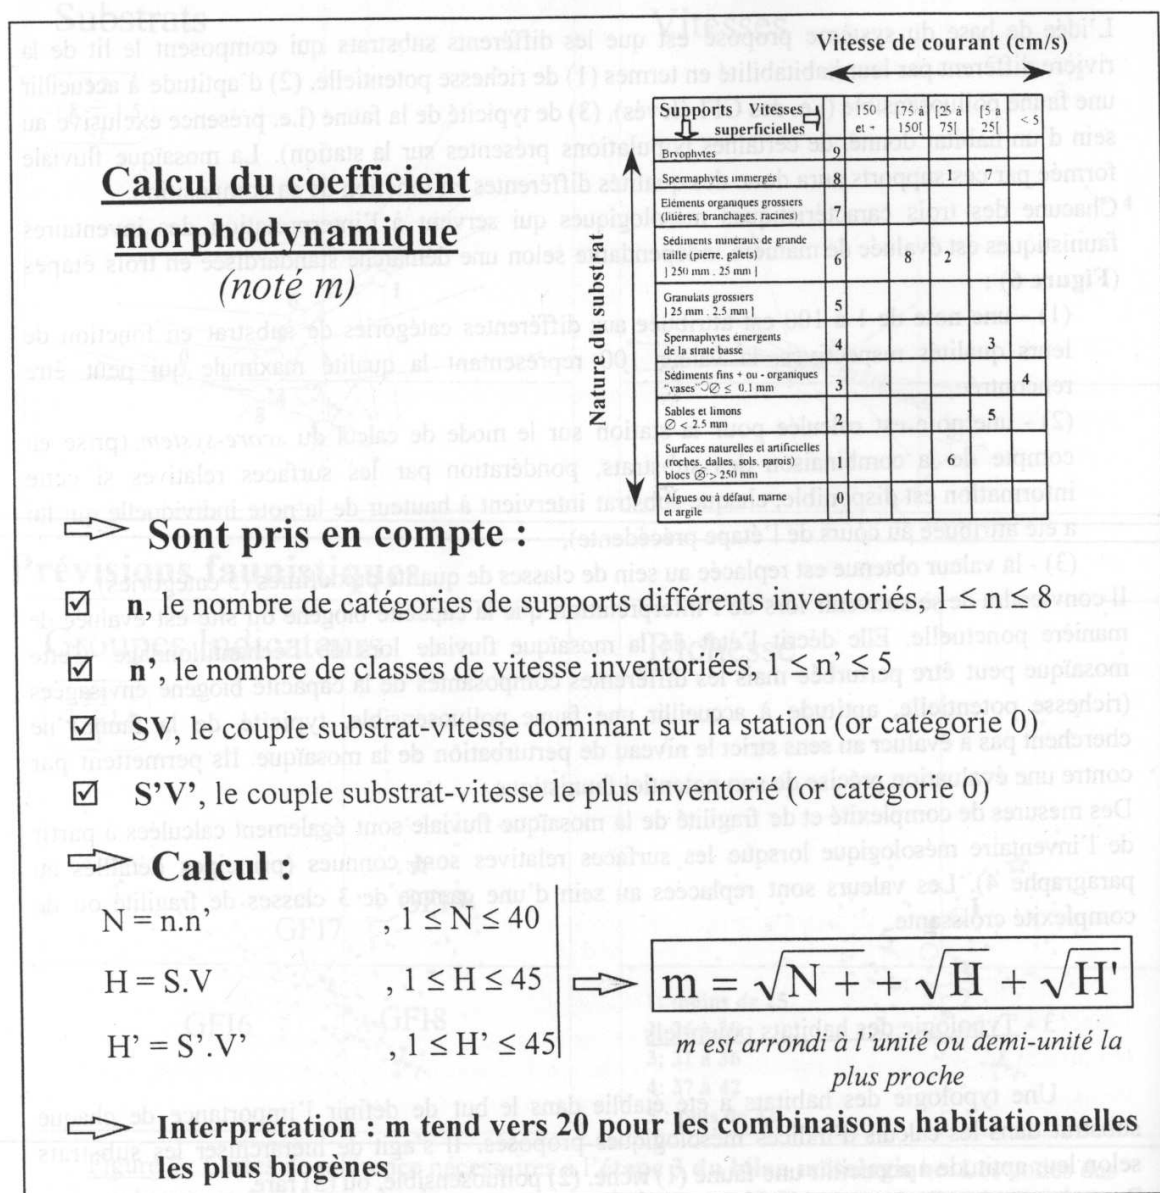 Calcul du coefficient
morphodynamique
(noté m)
Vitesse de courant (cm/s)
Nature du substrat
Support Vitesses
superficielles
150 et +
[75 à 150[
[25 à 75[
[5 à 25[
< 5
Bryophytes 9
Spermaphytes immergés 8 1 7
Eléments organiques grossiers
(litières, branchages, racines) 7
Sédiments minéraux de grande
taille (pierre, galets) 6 8 2
] 250 mm . 25 mm ]
Granulats grossiers
] 25 mm . 2.5 mm ] 5
Spermaphytes émergents
de la strate basse 4 3
Sédiments fins + ou - organiques
"vases" ∅ ≤ 0.1 mm 3 4
Sables et limons
∅ < 2.5 mm 2 5
Surfaces naturelles et artificielles
(roches, dalles, sols, parois) 1 6
blocs ∅ > 250 mm
Algues ou à défaut, marne
et argile 0
Sont pris en compte :
n, le nombre de catégories de supports différents inventoriés, 1 ≤ n ≤ 8
n', le nombre de classes de vitesse inventoriées, 1 ≤ n, ≤ 5
SV, le couple substrat-vitesse dominant sur la station (or catégorie 0)
S'V', le couple substrat-vitesse le plus inventorié (or catégorie 0)
Calcul :
N = n.n' , 1 ≤ N ≤ 40
H = S.V , 1 ≤ H ≤ 45
H' = S'.V' , 1 ≤ H' ≤ 45
m = √N + + √H + √H'
m est arrondi à l'unité ou demi-unité la
plus proche
Interprétation : m tend vers 20 pour les combinaisons habitationnelles
les plus biogènes